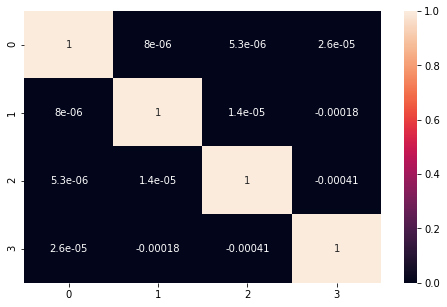 1.0
0 1 8e-06 5.3e-06 2.6e-05
0.8
1 8e-06 1 1.4e-05 -0.00018
0.6
0.4
2 5.3e-06 1.4e-05 1 -0.00041
0.2
3 2.6e-05 -0.00018 -0.00041 1
0.0
0 1 2 3